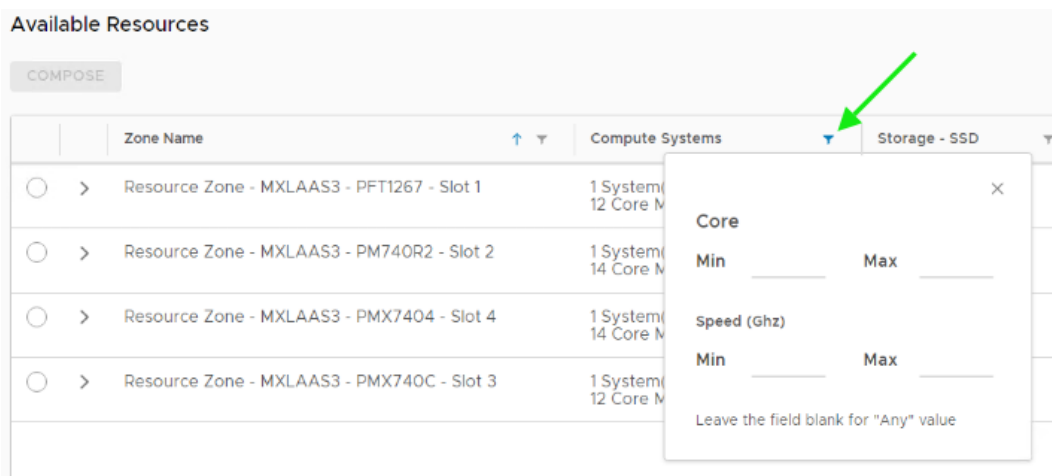 Available Resources
COMPOSE
Zone Name
Compute Systems
Storage - SSD
Resource Zone - MXLAAS3 - PFT1267 - Slot 1
1 System(
12 Core M
Resource Zone - MXLAAS3 - PM740R2 - Slot 2
1 System(
14 Core M
Resource Zone - MXLAAS3 - PMX7404 - Slot 4
1 System(
14 Core M
Resource Zone - MXLAAS3 - PMX740C - Slot 3
1 System(
12 Core M
Core
Min
Max
Speed (Ghz)
Min
Max
Leave the field blank for "Any" value